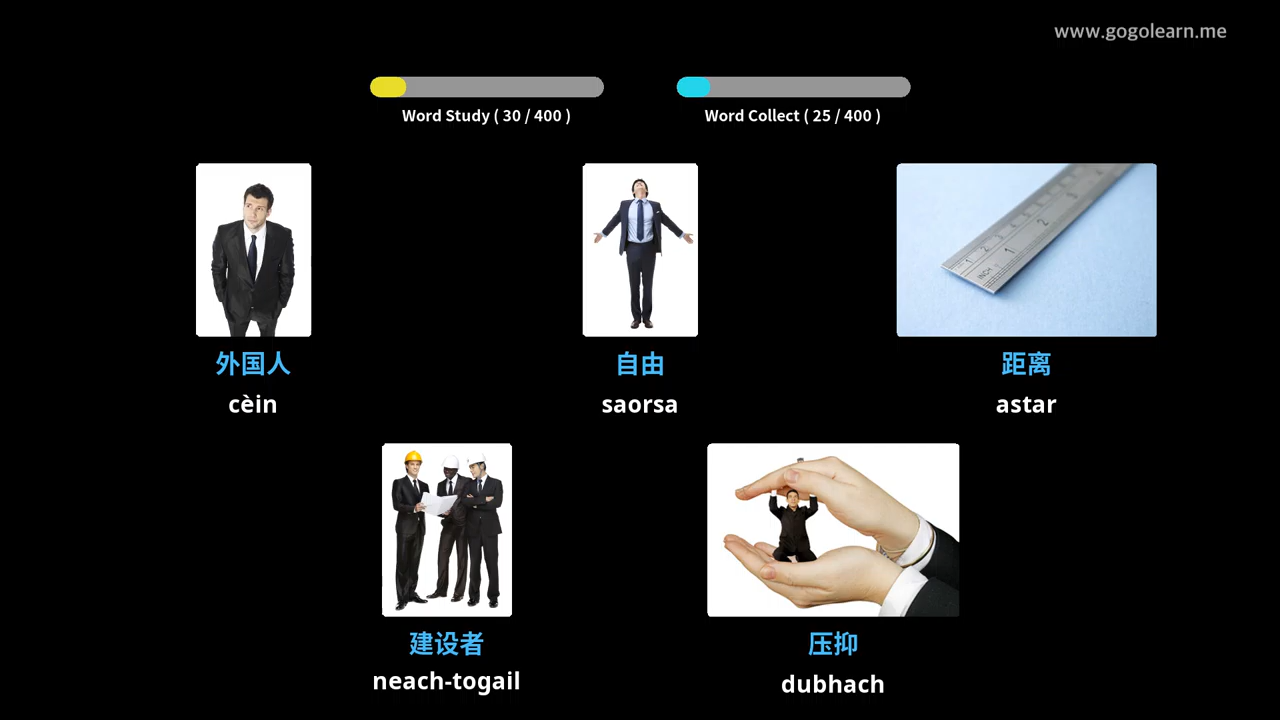 www.gogolearn.me
Word Study ( 30 / 400 )
Word Collect ( 25 / 400 )
外国人
cèin
自由
saorsa
距离
astar
建设者
neach-togail
压抑
dubhach